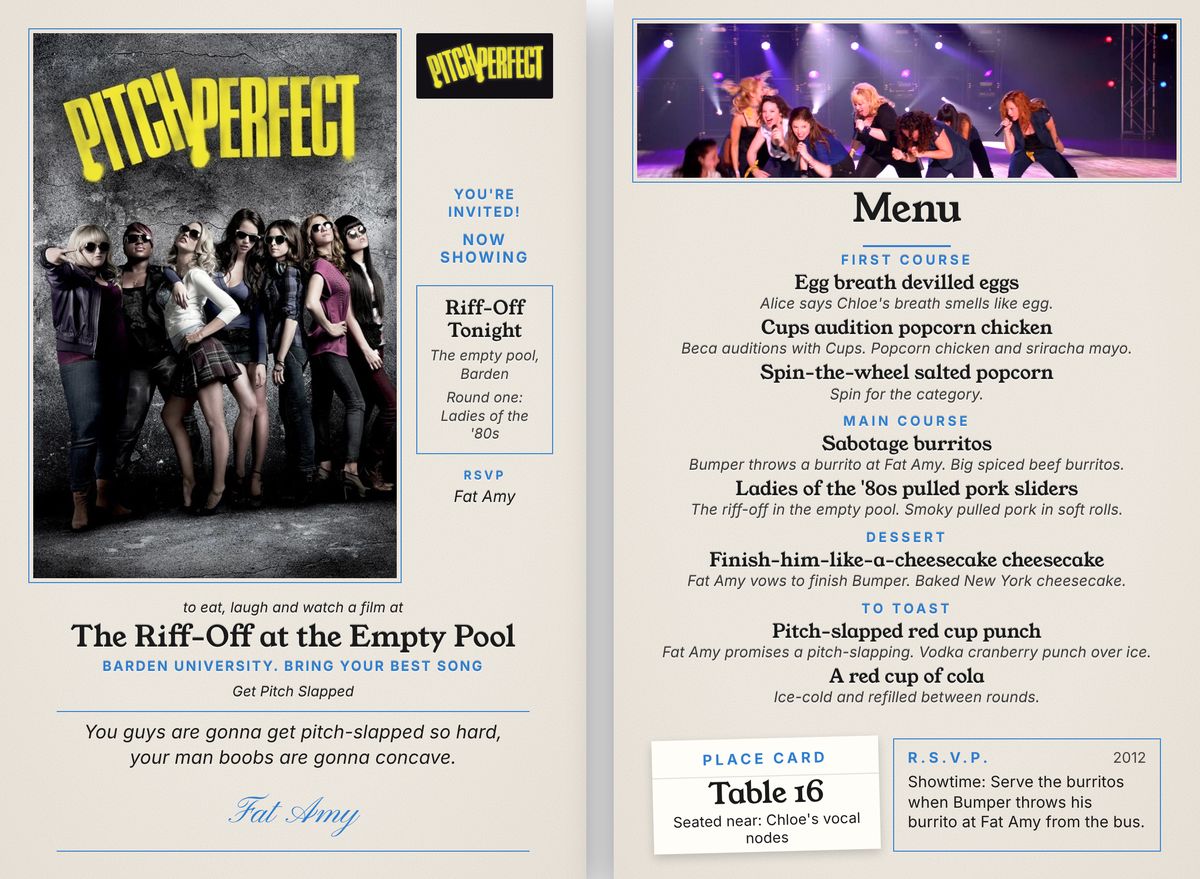 PITCH PERFECT
PITCH PERFECT
YOU'RE
INVITED!
NOW
SHOWING
Riff-Off
Tonight
The empty pool,
Barden
Round one:
Ladies of the
'80s
RSVP
Fat Amy
to eat, laugh and watch a film at
The Riff-Off at the Empty Pool
BARDEN UNIVERSITY. BRING YOUR BEST SONG
Get Pitch Slapped
You guys are gonna get pitch-slapped so hard,
your man boobs are gonna concave.
Fat Amy
Menu
FIRST COURSE
Egg breath devilled eggs
Alice says Chloe's breath smells like egg.
Cups audition popcorn chicken
Beca auditions with Cups. Popcorn chicken and sriracha mayo.
Spin-the-wheel salted popcorn
Spin for the category.
MAIN COURSE
Sabotage burritos
Bumper throws a burrito at Fat Amy. Big spiced beef burritos.
Ladies of the '80s pulled pork sliders
The riff-off in the empty pool. Smoky pulled pork in soft rolls.
DESSERT
Finish-him-like-a-cheesecake cheesecake
Fat Amy vows to finish Bumper. Baked New York cheesecake.
TO TOAST
Pitch-slapped red cup punch
Fat Amy promises a pitch-slapping. Vodka cranberry punch over ice.
A red cup of cola
Ice-cold and refilled between rounds.
PLACE CARD
Table 16
Seated near: Chloe's vocal
nodes
R.S.V.P. 2012
Showtime: Serve the burritos
when Bumper throws his
burrito at Fat Amy from the bus.